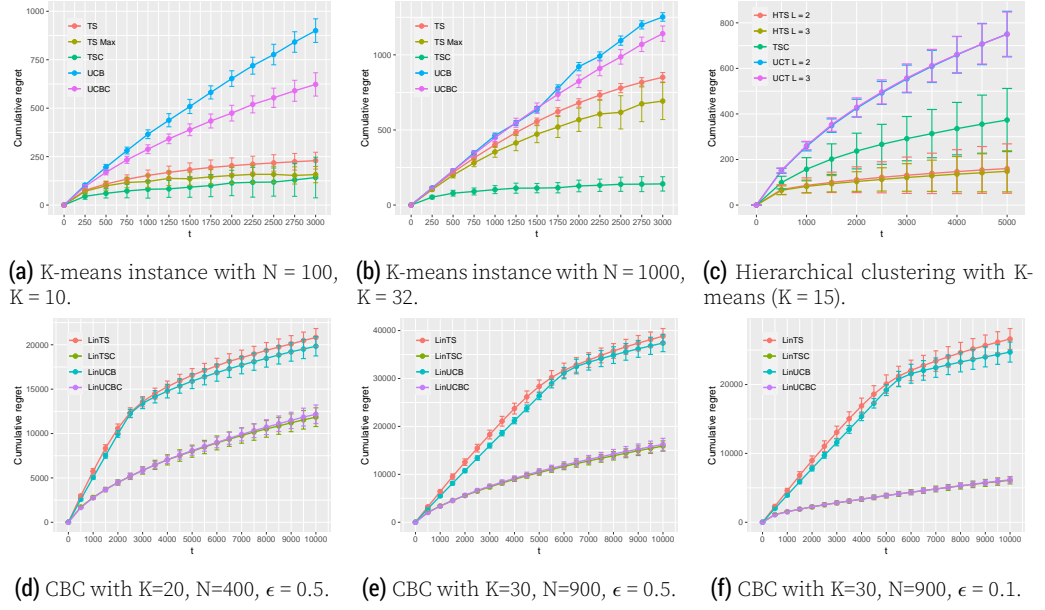 1000
750
500
250
0
Cumulative regret
TS
TS Max
TSC
UCB
UCBC
0 250 500 750 1000 1250 1500 1750 2000 2250 2500 2750 3000
t
(a) K-means instance with N = 100,
K = 10.
1250
1000
750
500
250
0
Cumulative regret
TS
TS Max
TSC
UCB
UCBC
0 250 500 750 1000 1250 1500 1750 2000 2250 2500 2750 3000
t
(b) K-means instance with N = 1000,
K = 32.
800
600
400
200
0
Cumulative regret
HTS L = 2
HTS L = 3
TSC
UCT L = 2
UCT L = 3
0 1000 2000 3000 4000 5000
t
(c) Hierarchical clustering with K-
means (K = 15).
20000
15000
10000
5000
0
Cumulative regret
LinTS
LinTSC
LinUCB
LinUCBC
0 1000 2000 3000 4000 5000 6000 7000 8000 9000 10000
t
(d) CBC with K=20, N=400, ϵ = 0.5.
40000
30000
20000
10000
0
Cumulative regret
LinTS
LinTSC
LinUCB
LinUCBC
0 1000 2000 3000 4000 5000 6000 7000 8000 9000 10000
t
(e) CBC with K=30, N=900, ϵ = 0.5.
20000
10000
0
Cumulative regret
LinTS
LinTSC
LinUCB
LinUCBC
0 1000 2000 3000 4000 5000 6000 7000 8000 9000 10000
t
(f) CBC with K=30, N=900, ϵ = 0.1.